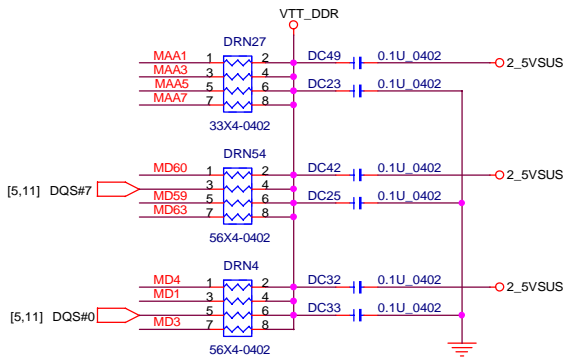 VTT_DDR
DRN27
MAA1 1 2 DC49 0.1U_0402 2_5VSUS
MAA3 3 4
MAA5 5 6 DC23 0.1U_0402
MAA7 7 8
33X4-0402
DRN54
MD60 1 2 DC42 0.1U_0402 2_5VSUS
[5,11] DQS#7 3 4
MD59 5 6 DC25 0.1U_0402
MD63 7 8
56X4-0402
DRN4
MD4 1 2 DC32 0.1U_0402 2_5VSUS
MD1 3 4
[5,11] DQS#0 5 6 DC33 0.1U_0402
MD3 7 8
56X4-0402